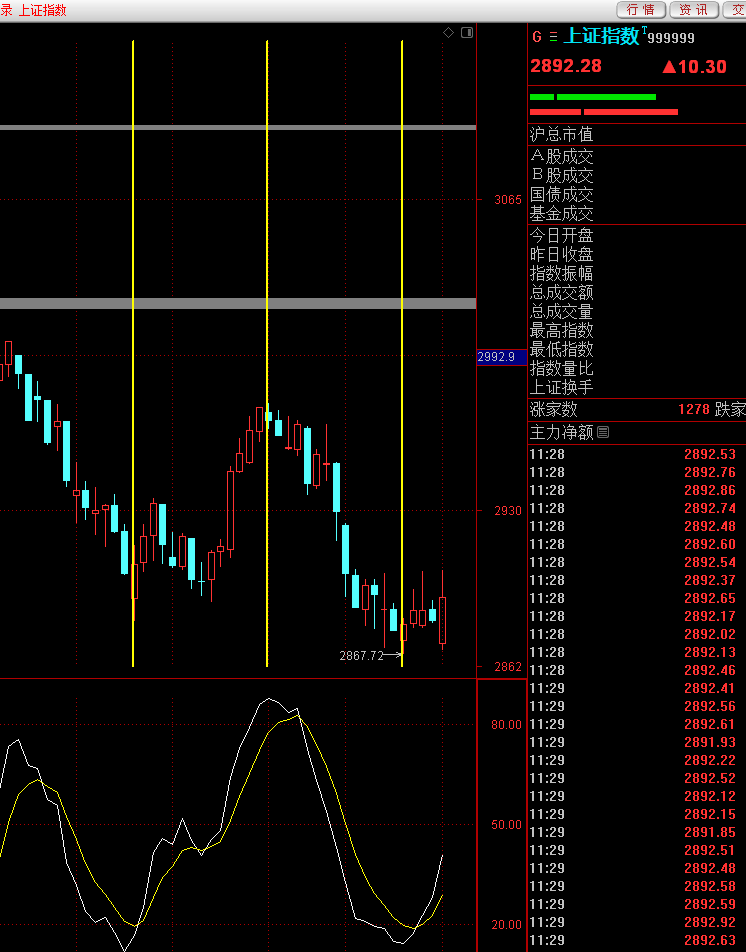 录 上证指数
行 情
资 讯
交
G 上证指数T999999
2892.28 ▲10.30
沪总市值
A股成交
B股成交
国债成交
基金成交
今日开盘
昨日收盘
指数振幅
总成交额
总成交量
最高指数
最低指数
指数量比
上证换手
涨家数 1278 跌家
主力净额
3065
2992.9
2930
2867.72
2862
80.00
50.00
20.00
11:28 2892.53
11:28 2892.76
11:28 2892.86
11:28 2892.74
11:28 2892.48
11:28 2892.60
11:28 2892.54
11:28 2892.37
11:28 2892.65
11:28 2892.17
11:28 2892.02
11:28 2892.13
11:28 2892.46
11:29 2892.41
11:29 2892.56
11:29 2892.61
11:29 2891.93
11:29 2892.22
11:29 2892.52
11:29 2892.12
11:29 2892.15
11:29 2891.85
11:29 2892.51
11:29 2892.48
11:29 2892.58
11:29 2892.59
11:29 2892.92
11:29 2892.63